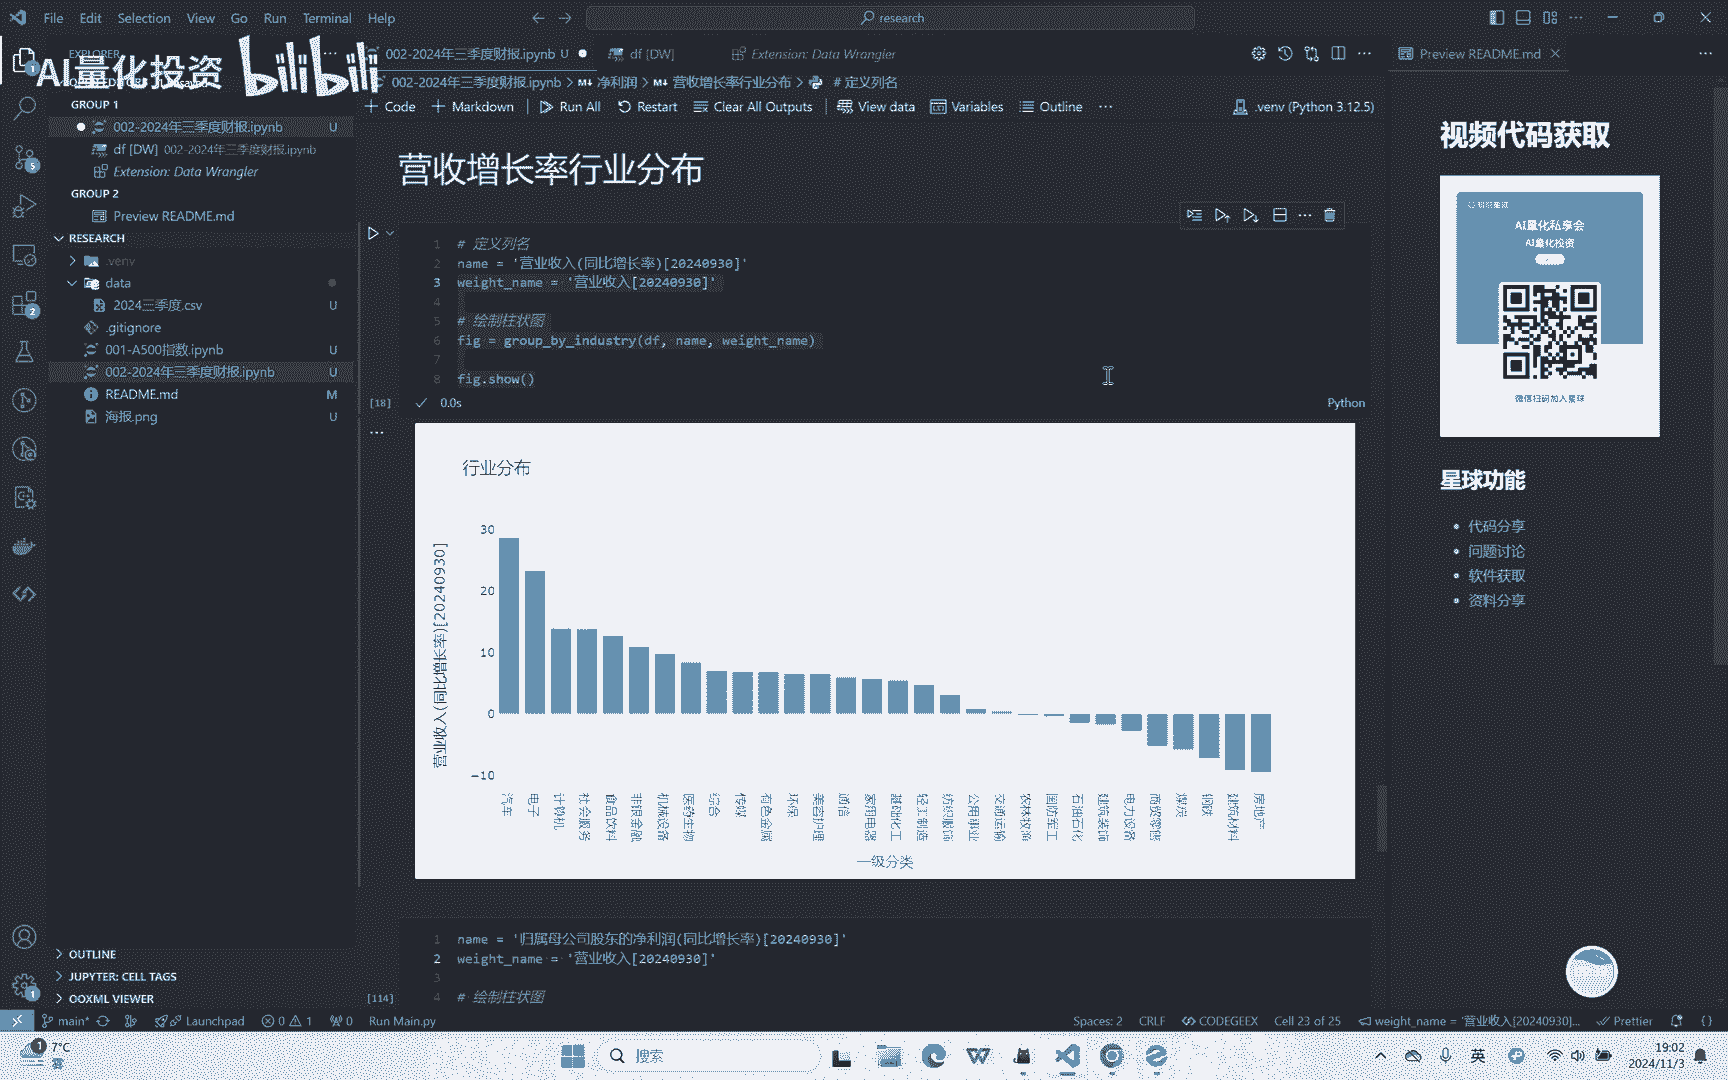 File Edit Selection View Go Run Terminal Help
research
EXPLORER
AI量化投资 bilibili
GROUP 1
002-2024年三季度财报.ipynb U
df [DW] 002-2024年三季度财报.ipynb
Extension: Data Wrangler
GROUP 2
Preview README.md
RESEARCH
.venv
data
2024三季度.csv U
.gitignore
001-A500指数.ipynb U
002-2024年三季度财报.ipynb U
README.md M
海报.png U
OUTLINE
JUPYTER: CELL TAGS
OOXML VIEWER
002-2024年三季度财报.ipynb U
df [DW]
Extension: Data Wrangler
002-2024年三季度财报.ipynb > 净利润 > 营收增长率行业分布 > # 定义列名
Code Markdown Run All Restart Clear All Outputs View data Variables Outline
.venv (Python 3.12.5)
营收增长率行业分布
1 # 定义列名
2 name = '营业收入(同比增长率)[20240930]'
3 weight_name = '营业收入[20240930]'
4
5 # 绘制柱状图
6 fig = group_by_industry(df, name, weight_name)
7
8 fig.show()
[18] 0.0s Python
行业分布
营业收入(同比增长率)[20240930]
30
20
10
0
−10
汽车 电子 计算机 社会服务 食品饮料 非银金融 机械设备 医药生物 综合 传媒 有色金属 环保 美容护理 通信 家用电器 基础化工 轻工制造 纺织服饰 公用事业 交通运输 农林牧渔 国防军工 石油石化 建筑装饰 电力设备 商贸零售 煤炭 钢铁 建筑材料 房地产
一级分类
1 name = '归属母公司股东的净利润(同比增长率)[20240930]'
2 weight_name = '营业收入[20240930]'
3
4 # 绘制柱状图
[114]
Preview README.md
视频代码获取
AI量化私享会
AI量化投资
微信扫码加入星球
星球功能
代码分享
问题讨论
软件获取
资料分享
main* Launchpad 0 1 0 Run Main.py
Spaces: 2 CRLF CODEGEEX Cell 23 of 25 weight_name = '营业收入[20240930]... Prettier
7°C
搜索
英
19:02
2024/11/3